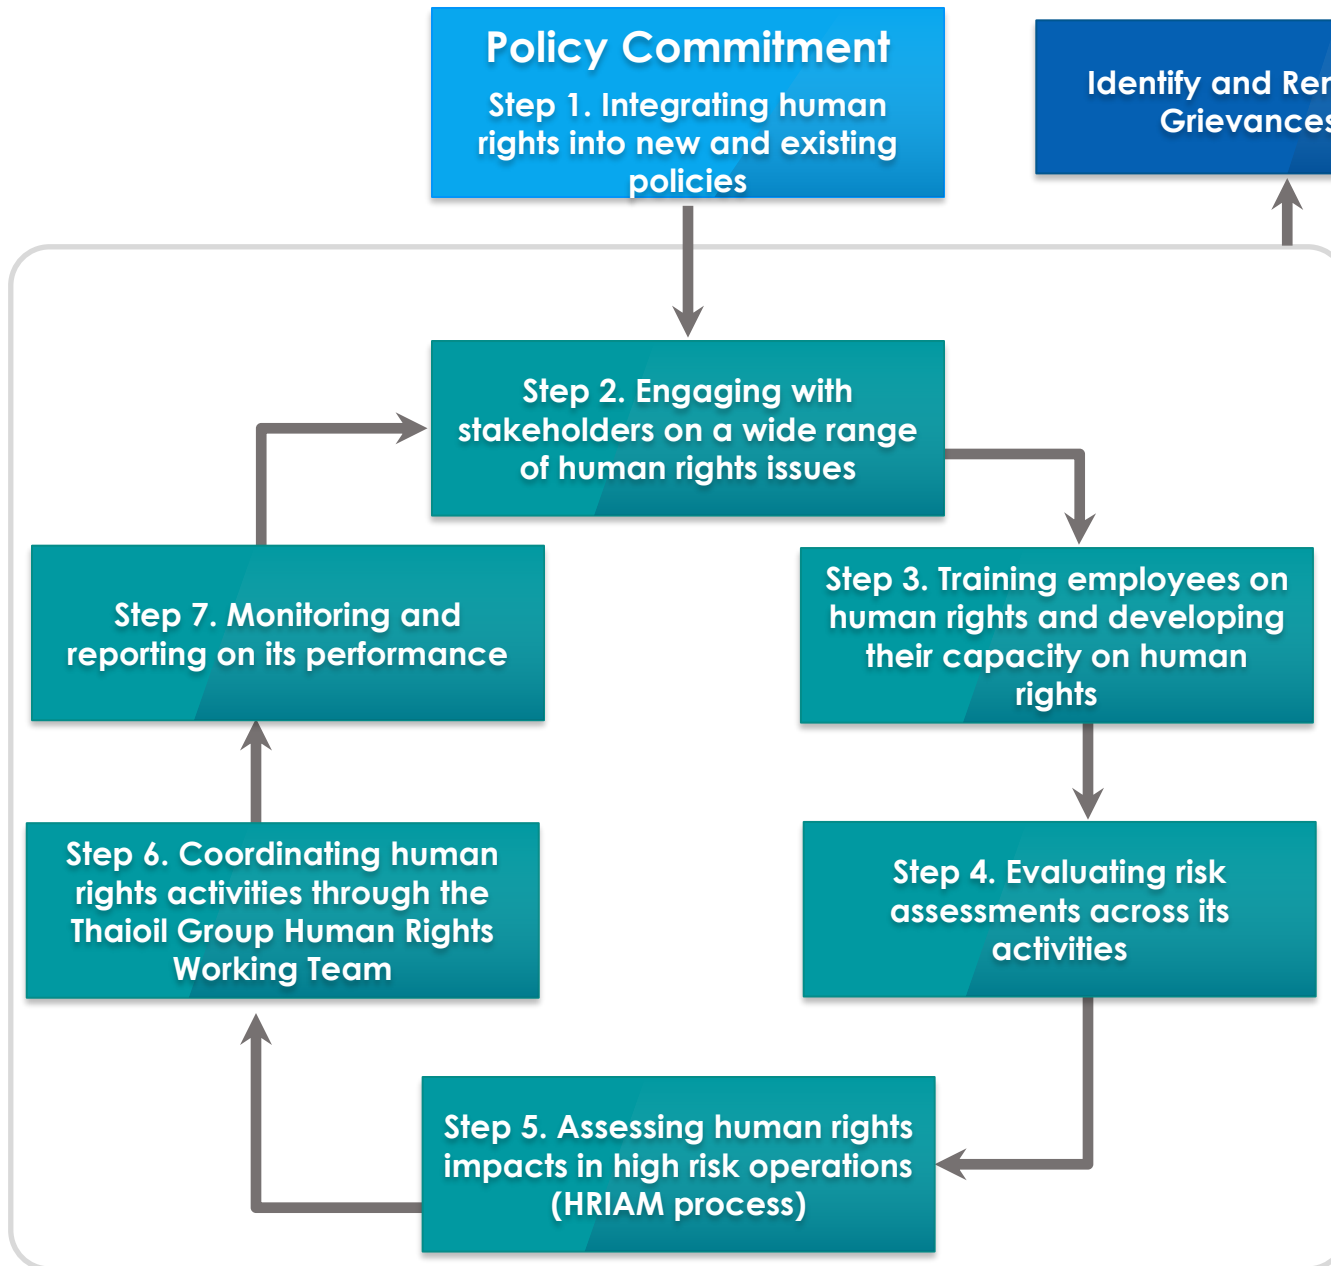 Policy Commitment
Step 1. Integrating human
rights into new and existing
policies
Identify and
Grievances
Step 2. Engaging with
stakeholders on a wide range
of human rights issues
Step 3. Training employees on
human rights and developing
their capacity on human
rights
Step 4. Evaluating risk
assessments across its
activities
Step 5. Assessing human rights
impacts in high risk operations
(HRIAM process)
Step 6. Coordinating human
rights activities through the
Thaioil Group Human Rights
Working Team
Step 7. Monitoring and
reporting on its performance